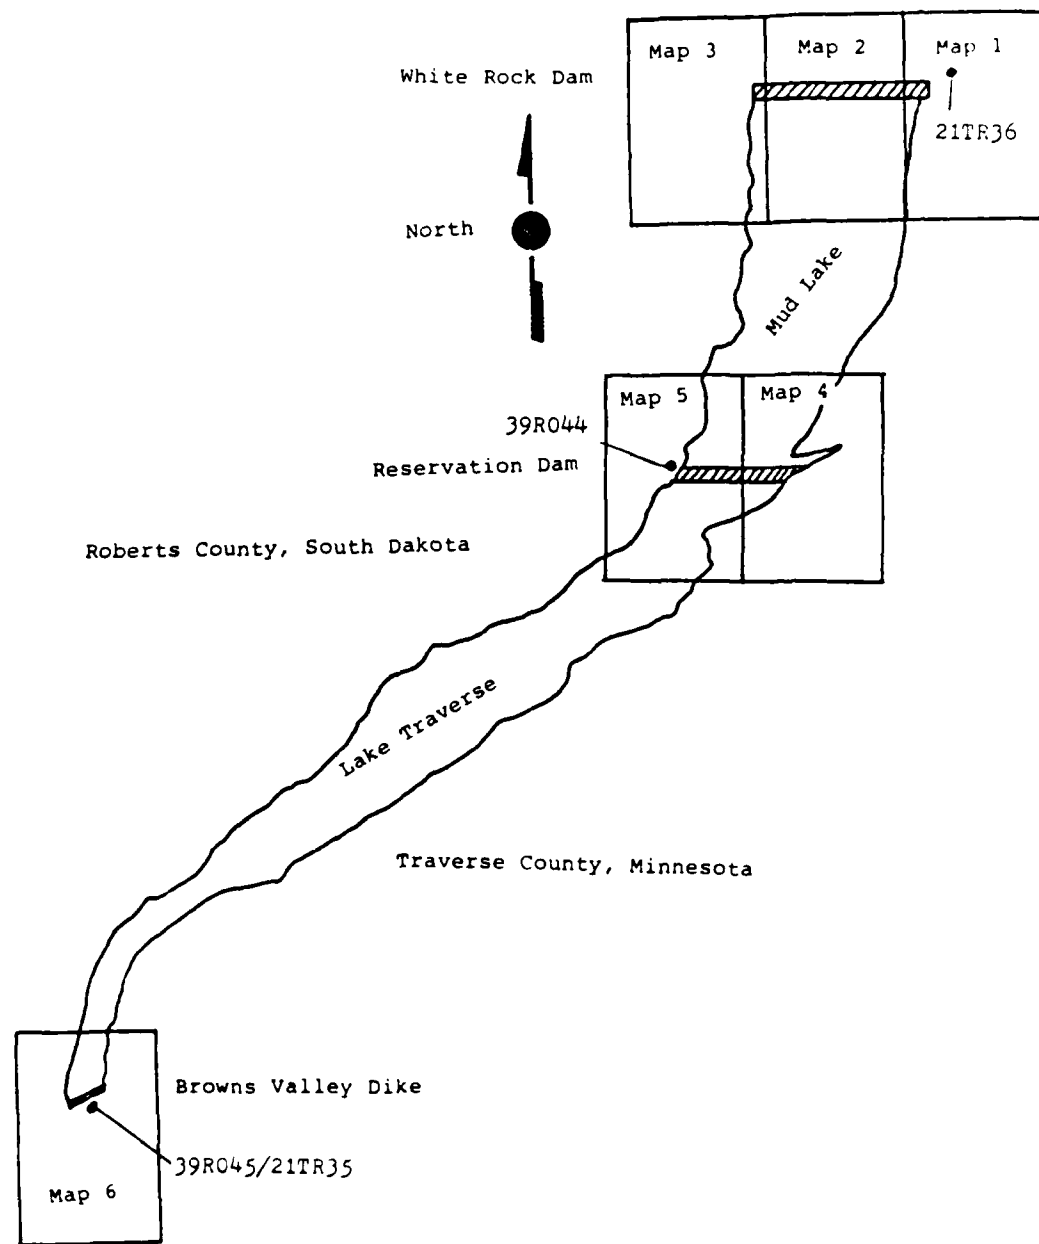 Map 3
Map 2
Map 1
White Rock Dam
21TR36
North
Mud Lake
Map 5
Map 4
39RO44
Reservation Dam
Roberts County, South Dakota
Lake Traverse
Traverse County, Minnesota
Browns Valley Dike
39RO45/21TR35
Map 6